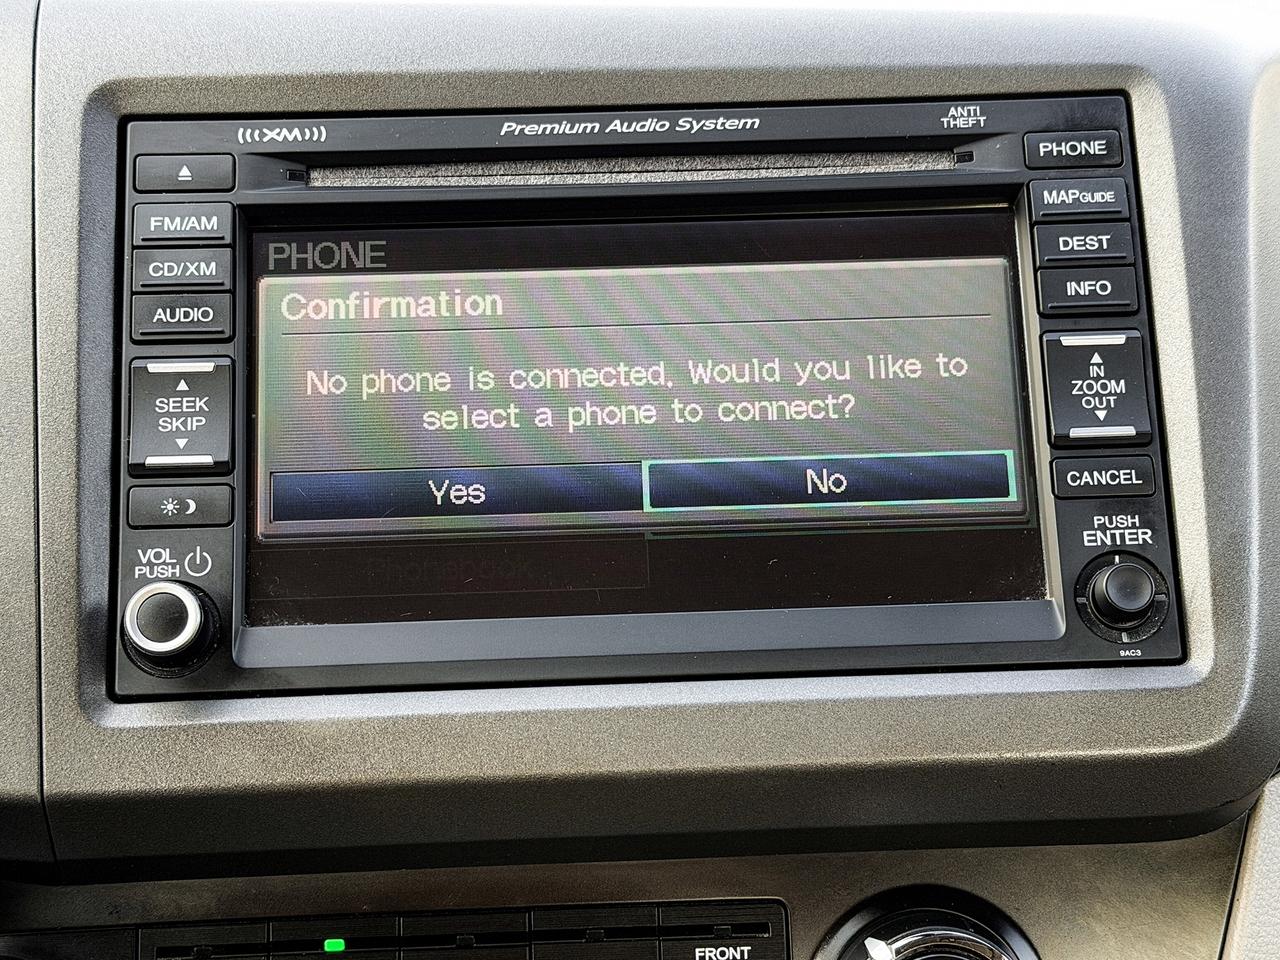 (((XM)))
Premium Audio System
ANTI
THEFT
PHONE
FM/AM
CD/XM
AUDIO
SEEK
SKIP
VOL
PUSH
PHONE
Confirmation
No phone is connected. Would you like to
select a phone to connect?
Yes
No
MAP GUIDE
DEST
INFO
IN
ZOOM
OUT
CANCEL
PUSH
ENTER
9AC3
FRONT